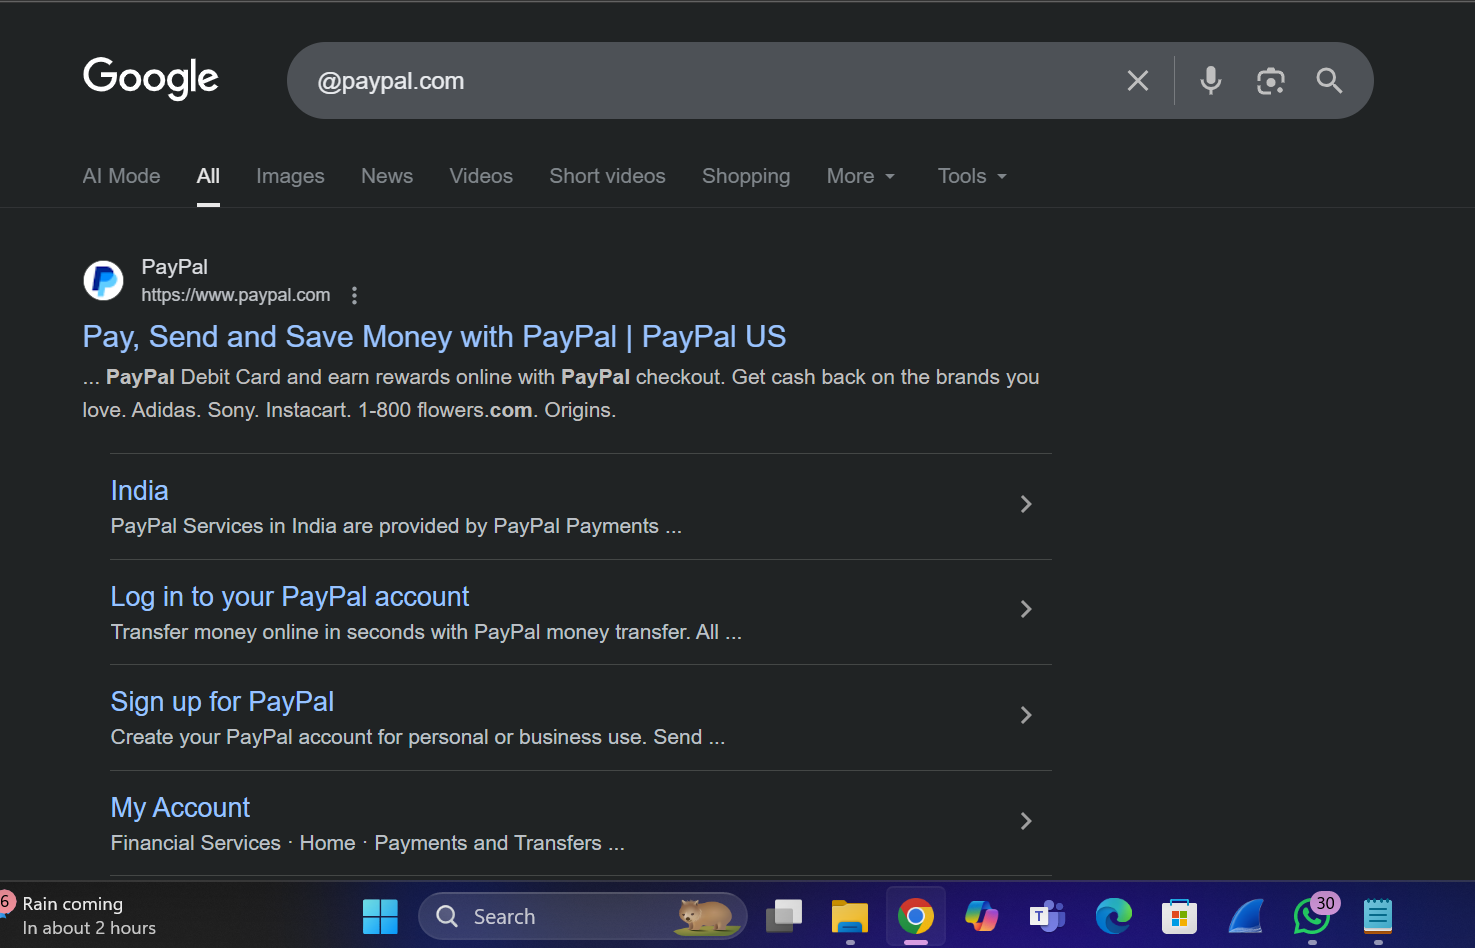 Google
@paypal.com
AI Mode
All
Images
News
Videos
Short videos
Shopping
More
Tools
PayPal
https://www.paypal.com
Pay, Send and Save Money with PayPal | PayPal US
... PayPal Debit Card and earn rewards online with PayPal checkout. Get cash back on the brands you
love. Adidas. Sony. Instacart. 1-800 flowers.com. Origins.
India
PayPal Services in India are provided by PayPal Payments ...
Log in to your PayPal account
Transfer money online in seconds with PayPal money transfer. All ...
Sign up for PayPal
Create your PayPal account for personal or business use. Send ...
My Account
Financial Services · Home · Payments and Transfers ...
6
Rain coming
In about 2 hours
Search
T
30